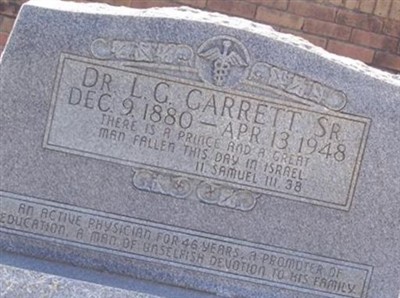 DR. L.G. GARRETT, SR.
DEC. 9, 1880 — APR. 13, 1948
THERE IS A PRINCE AND A GREAT
MAN FALLEN THIS DAY IN ISRAEL.
II SAMUEL III 38
AN ACTIVE PHYSICIAN FOR 46 YEARS, A PROMOTER OF
EDUCATION, A MAN OF UNSELFISH DEVOTION TO HIS FAMILY.